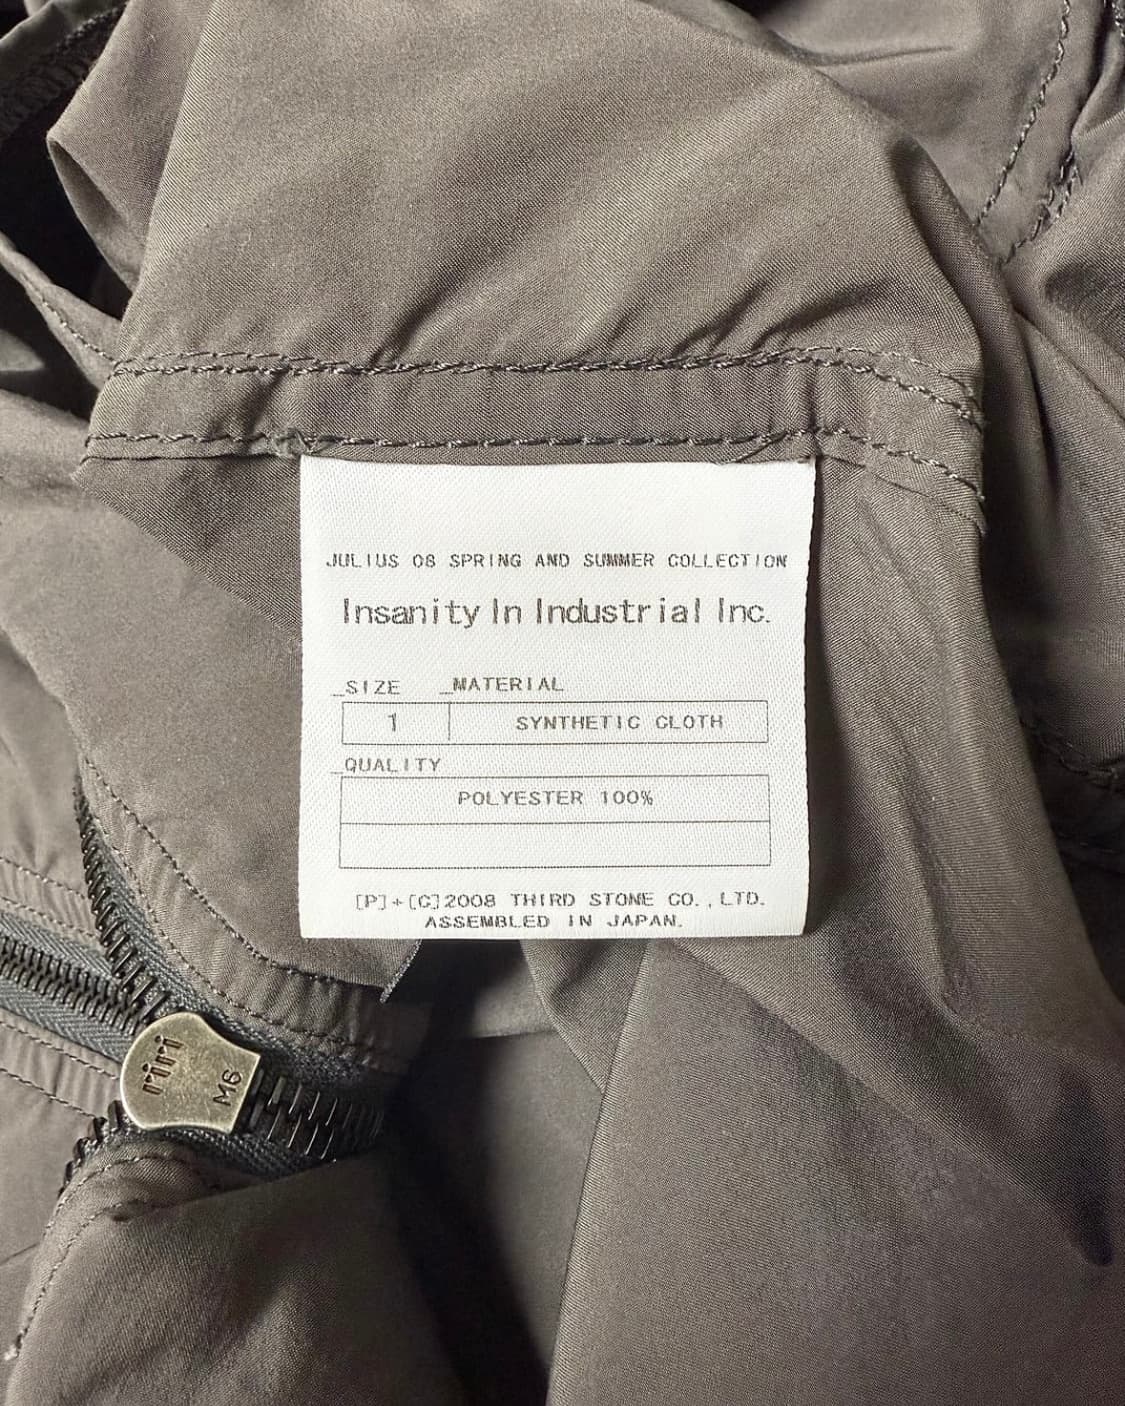 JULIUS 08 SPRING AND SUMMER COLLECTION
Insanity In Industrial Inc.
_SIZE _MATERIAL
1 SYNTHETIC CLOTH
_QUALITY
POLYESTER 100%
[P]+[C]2008 THIRD STONE CO.,LTD.
ASSEMBLED IN JAPAN.
riri
M6